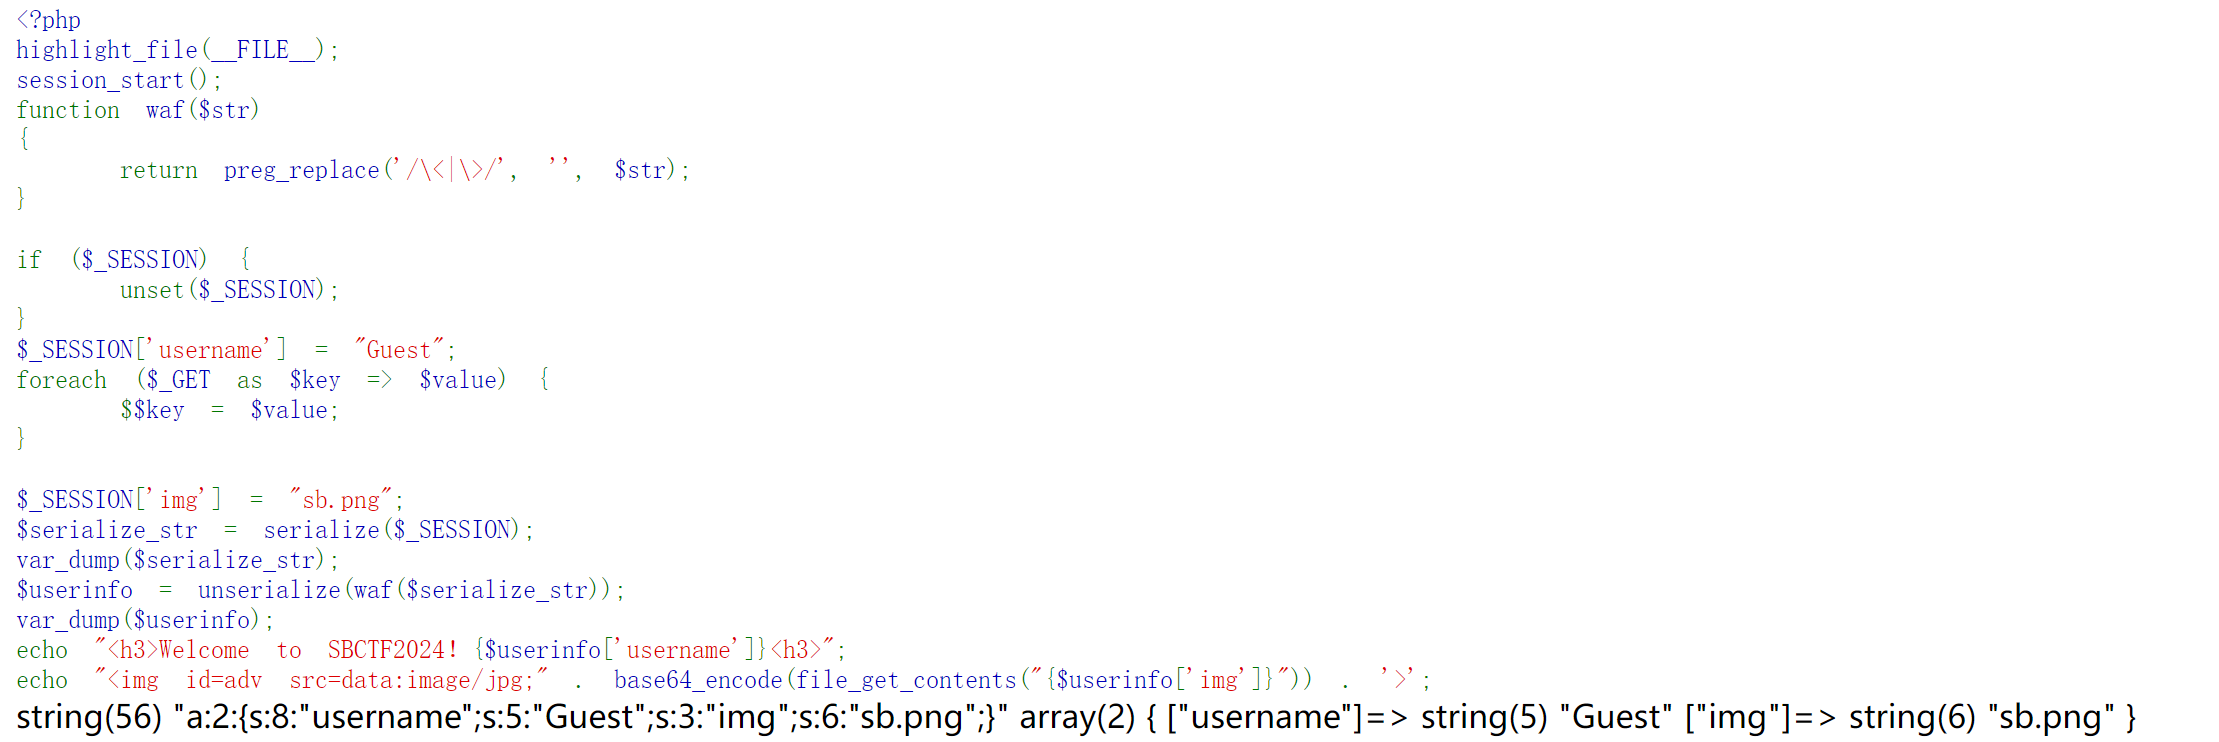 <?php
highlight_file(__FILE__);
session_start();
function waf($str)
{
return preg_replace('/\<|\>/', '', $str);
}
if ($_SESSION) {
unset($_SESSION);
}
$_SESSION['username'] = "Guest";
foreach ($_GET as $key => $value) {
$$key = $value;
}
$_SESSION['img'] = "sb.png";
$serialize_str = serialize($_SESSION);
var_dump($serialize_str);
$userinfo = unserialize(waf($serialize_str));
var_dump($userinfo);
echo "<h3>Welcome to SBCTF2024! {$userinfo['username']}<h3>";
echo "<img id=adv src=data:image/jpg;" . base64_encode(file_get_contents("{$userinfo['img']}")) . '>';
string(56) "a:2:{s:8:"username";s:5:"Guest";s:3:"img";s:6:"sb.png";}" array(2) { ["username"]=> string(5) "Guest" ["img"]=> string(6) "sb.png" }